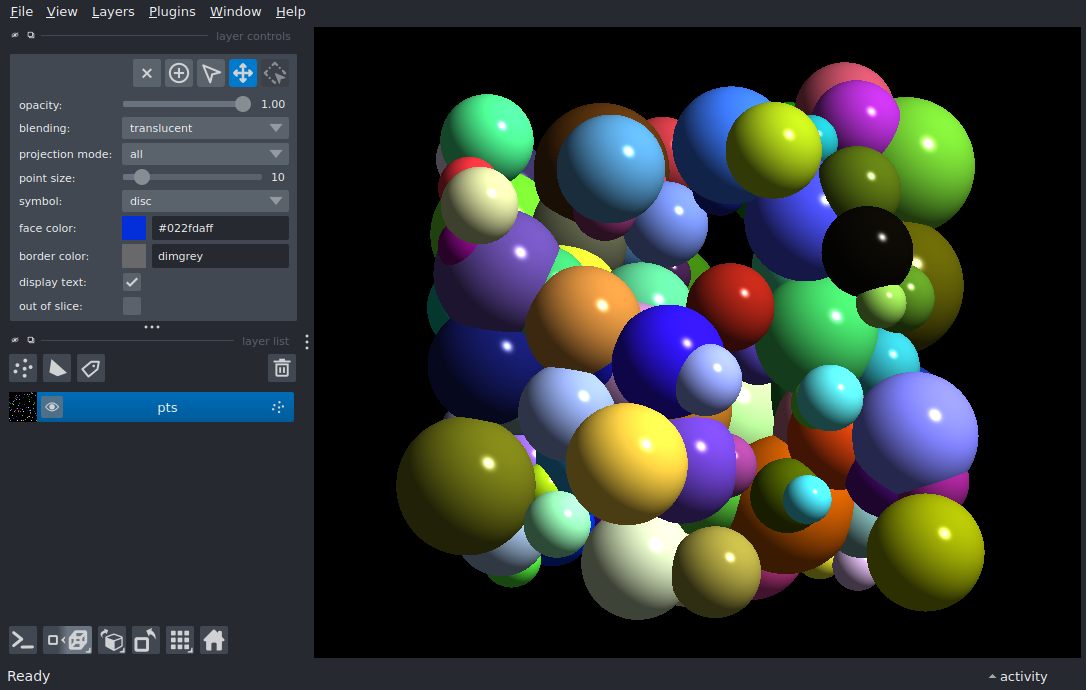 File View Layers Plugins Window Help
layer controls
opacity: 1.00
blending: translucent
projection mode: all
point size: 10
symbol: disc
face color: #022fdaff
border color: dimgrey
display text:
out of slice:
layer list
pts
Ready activity